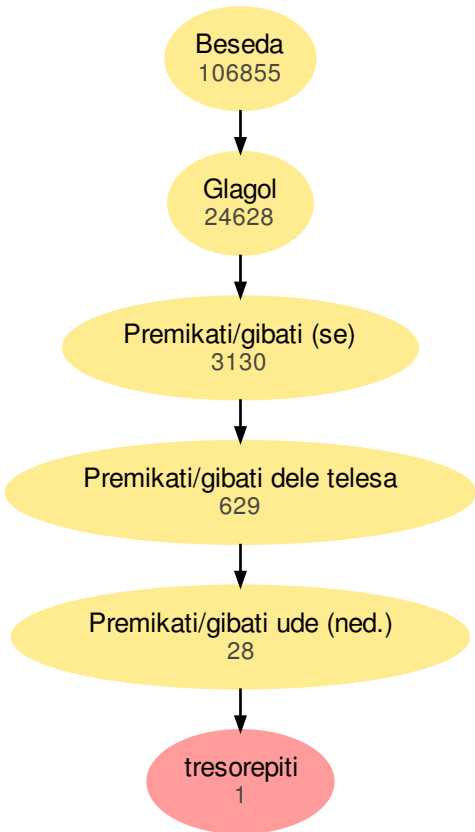 Beseda
106855
Glagol
24628
Premikati/gibati (se)
3130
Premikati/gibati dele telesa
629
Premikati/gibati ude (ned.)
28
tresorepiti
1